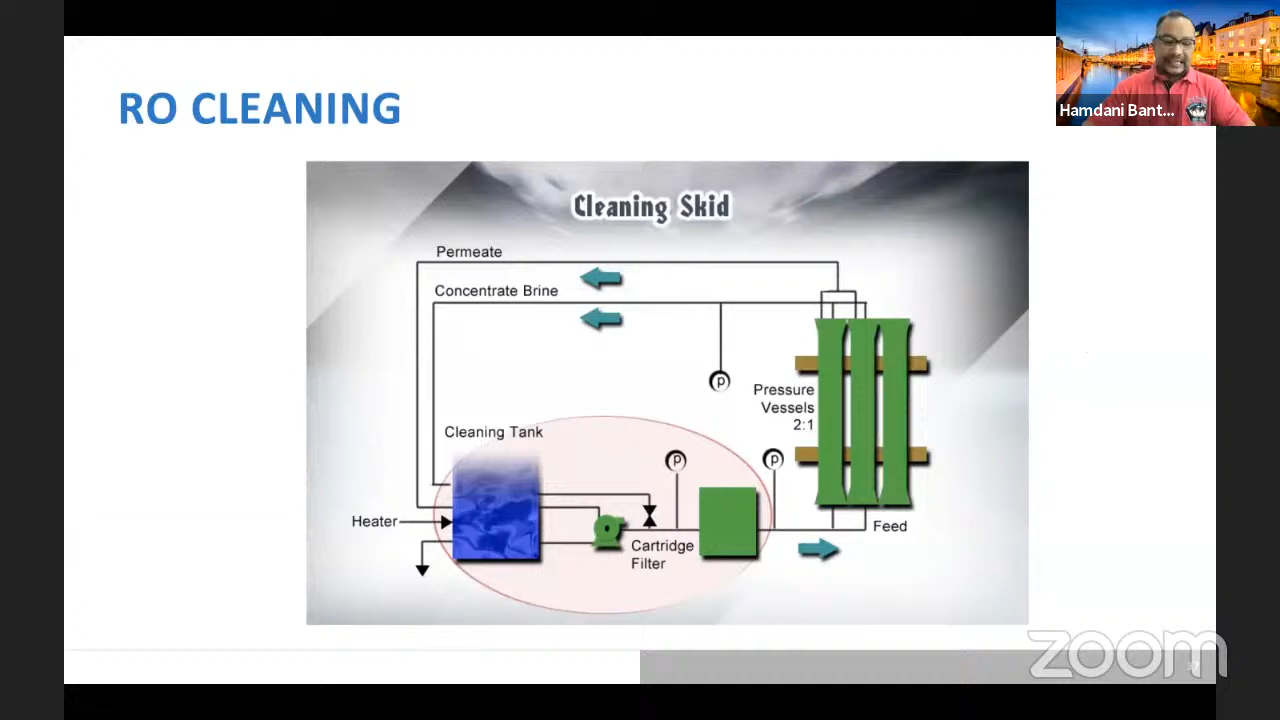 RO CLEANING
Hamdani Bant...
Cleaning Skid
Permeate
Concentrate Brine
P
Pressure
Vessels
2:1
Cleaning Tank
P
P
Heater
Feed
Cartridge
Filter
zoom
37